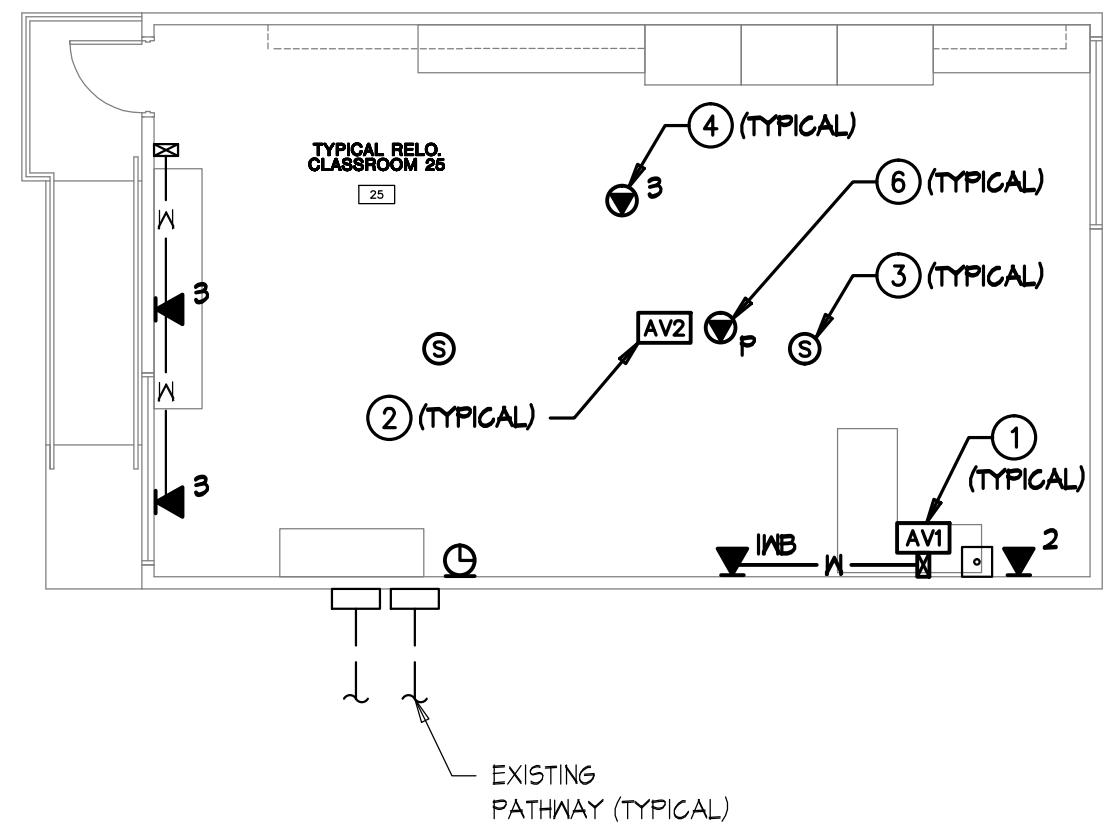 4 (TYPICAL)
TYPICAL RELO.
CLASSROOM 25
25
3
6 (TYPICAL)
W
3 (TYPICAL)
3
AV2
P
S
S
W
2 (TYPICAL)
1
(TYPICAL)
3
IWB
W
AV1
2
EXISTING
PATHWAY (TYPICAL)